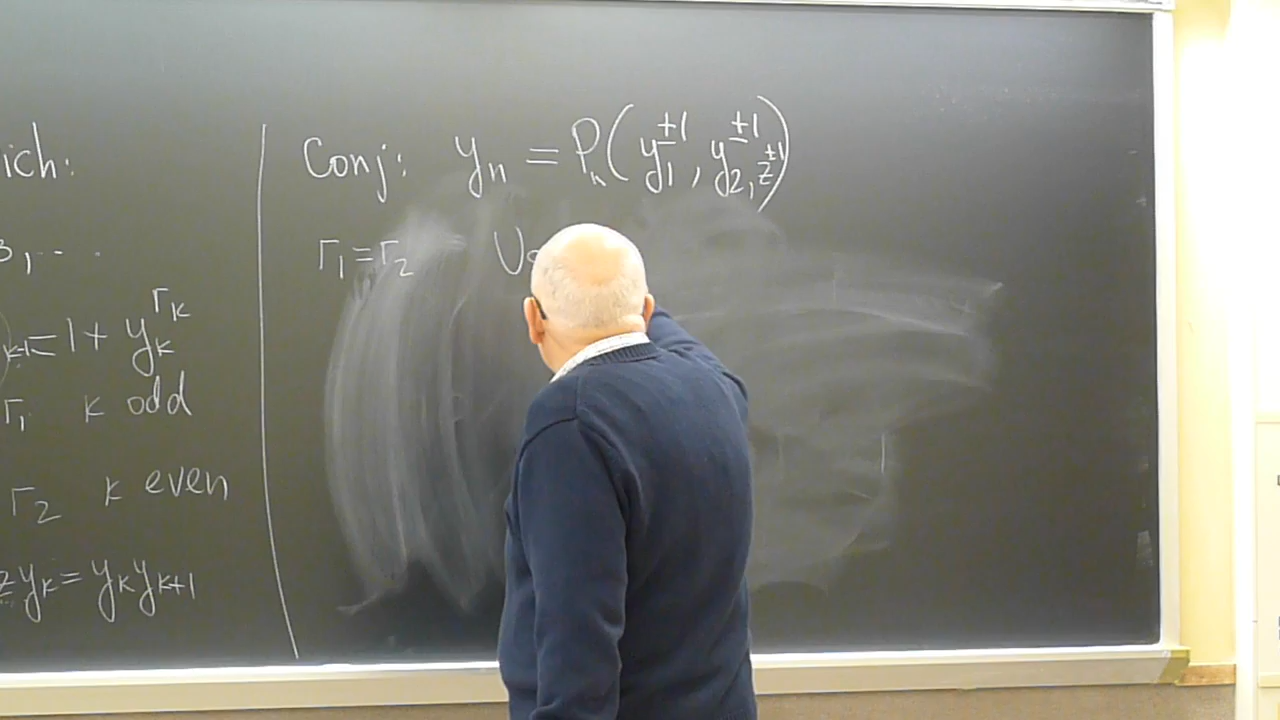 ich:
3, . . .
k+1 = 1 + y_k^{r_k}
r_1 k odd
r_2 k even
z y_k = y_k y_{k+1}
Conj: y_n = P_n(y_1^{±1}, y_2^{±1}, z^{±1})
r_1 = r_2